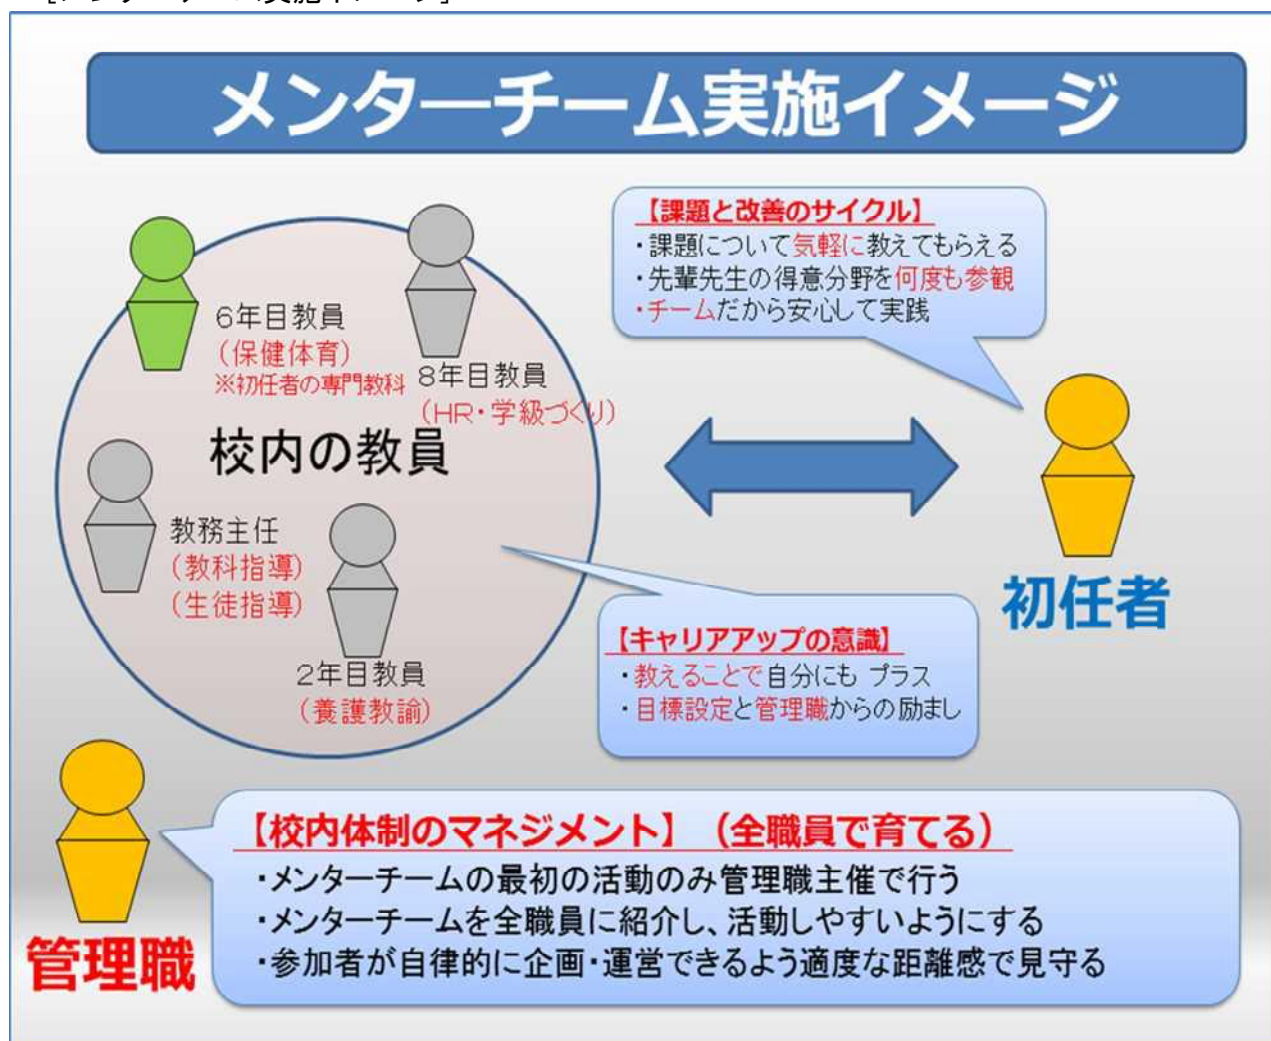 メンターチーム実施イメージ
【課題と改善のサイクル】
・課題について気軽に教えてもらえる
・先輩先生の得意分野を何度も参観
・チームだから安心して実践
6年目教員
（保健体育）
※初任者の専門教科
8年目教員
（HR・学級づくり）
校内の教員
教務主任
（教科指導）
（生徒指導）
2年目教員
（養護教諭）
初任者
【キャリアアップの意識】
・教えることで自分にも プラス
・目標設定と管理職からの励まし
管理職
【校内体制のマネジメント】（全職員で育てる）
・メンターチームの最初の活動のみ管理職主催で行う
・メンターチームを全職員に紹介し、活動しやすいようにする
・参加者が自律的に企画・運営できるよう適度な距離感で見守る